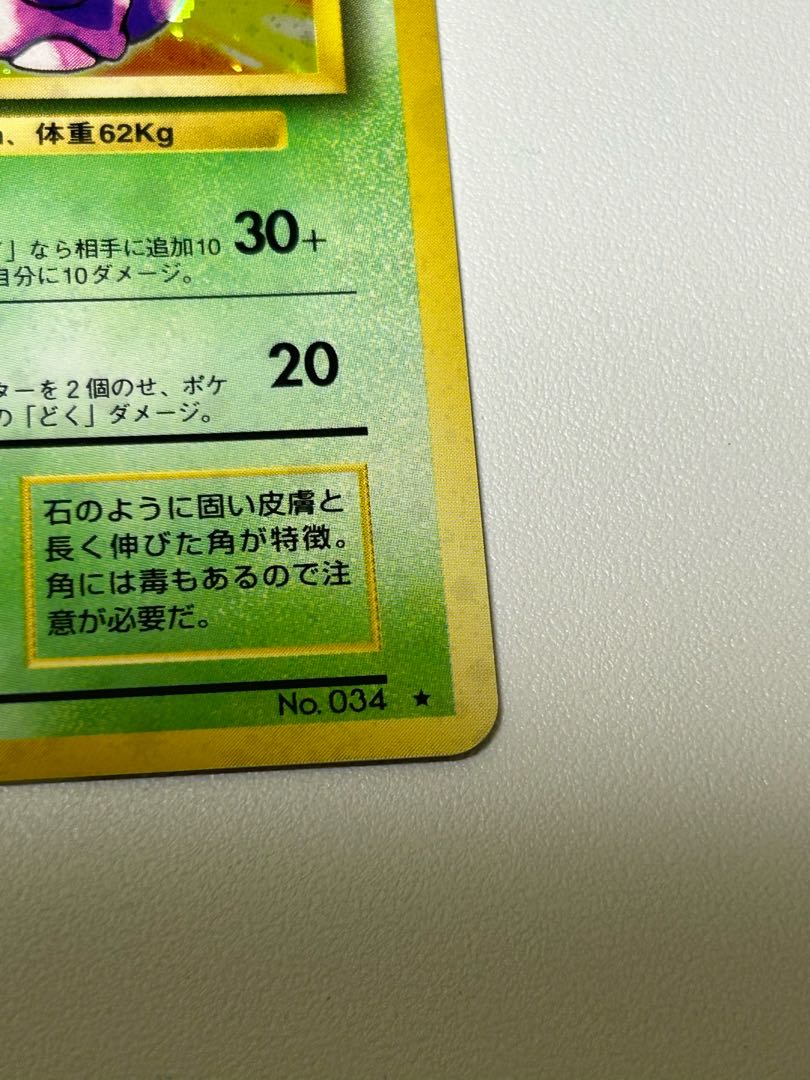 、体重62Kg
」なら相手に追加10 30+
自分に10ダメージ。
ターを2個のせ、ポケ 20
の「どく」ダメージ。
石のように固い皮膚と
長く伸びた角が特徴。
角には毒もあるので注
意が必要だ。
No. 034 ★